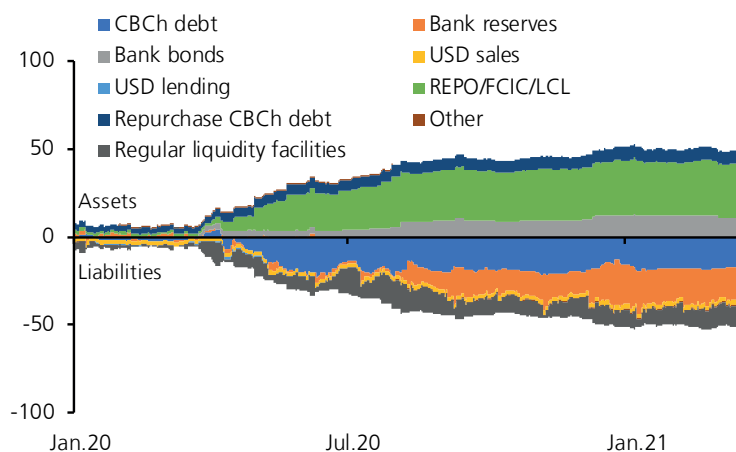 CBCh debt
Bank reserves
Bank bonds
USD sales
USD lending
REPO/FCIC/LCL
Repurchase CBCh debt
Other
Regular liquidity facilities
100
50
Assets
0
Liabilities
-50
-100
Jan.20
Jul.20
Jan.21